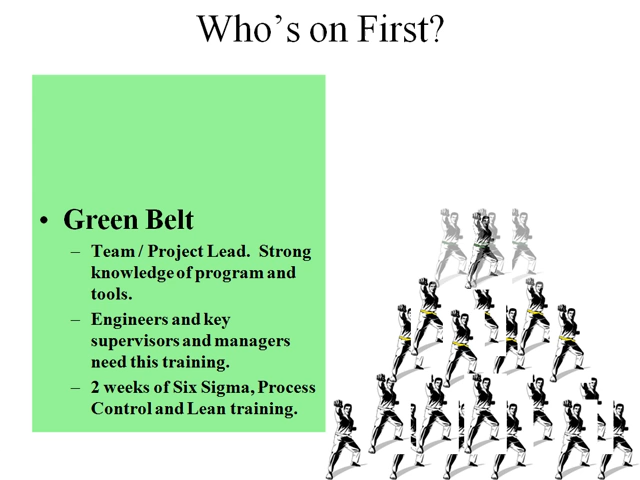 Who's on First?
• Green Belt
– Team / Project Lead. Strong
knowledge of program and
tools.
– Engineers and key
supervisors and managers
need this training.
– 2 weeks of Six Sigma, Process
Control and Lean training.